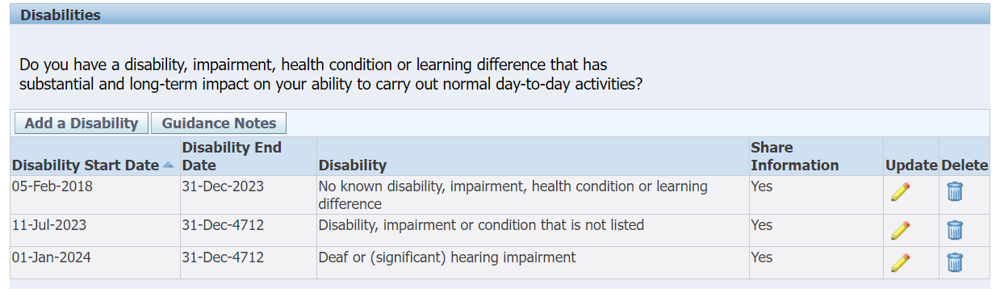 Disabilities
Do you have a disability, impairment, health condition or learning difference that has
substantial and long-term impact on your ability to carry out normal day-to-day activities?
Add a Disability Guidance Notes
Disability Start Date Disability End Date Disability Share Information Update Delete
05-Feb-2018 31-Dec-2023 No known disability, impairment, health condition or learning difference Yes
11-Jul-2023 31-Dec-4712 Disability, impairment or condition that is not listed Yes
01-Jan-2024 31-Dec-4712 Deaf or (significant) hearing impairment Yes